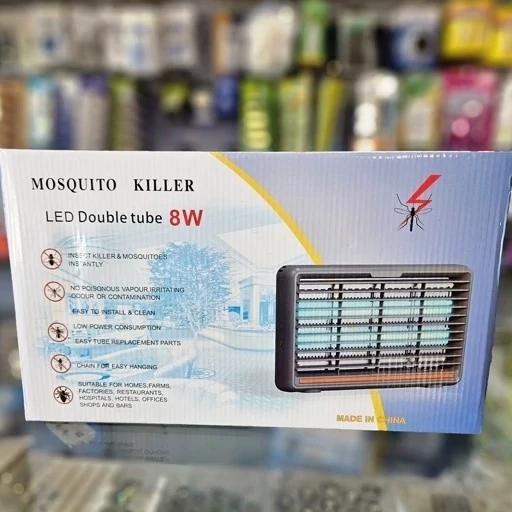 MOSQUITO KILLER
LED Double tube 8W
INSECT KILLER & MOSQUITOES
INSTANTLY
NO POISONOUS VAPOUR,IRRITATING
ODOUR OR CONTAMINATION
EASY TO INSTALL & CLEAN
LOW POWER CONSUMPTION
EASY TUBE REPLACEMENT PARTS
CHAIN FOR EASY HANGING
SUITABLE FOR HOMES,FARMS,
FACTORIES, RESTAURANTS,
HOSPITALS, HOTELS, OFFICES
SHOPS AND BARS
MADE IN CHINA